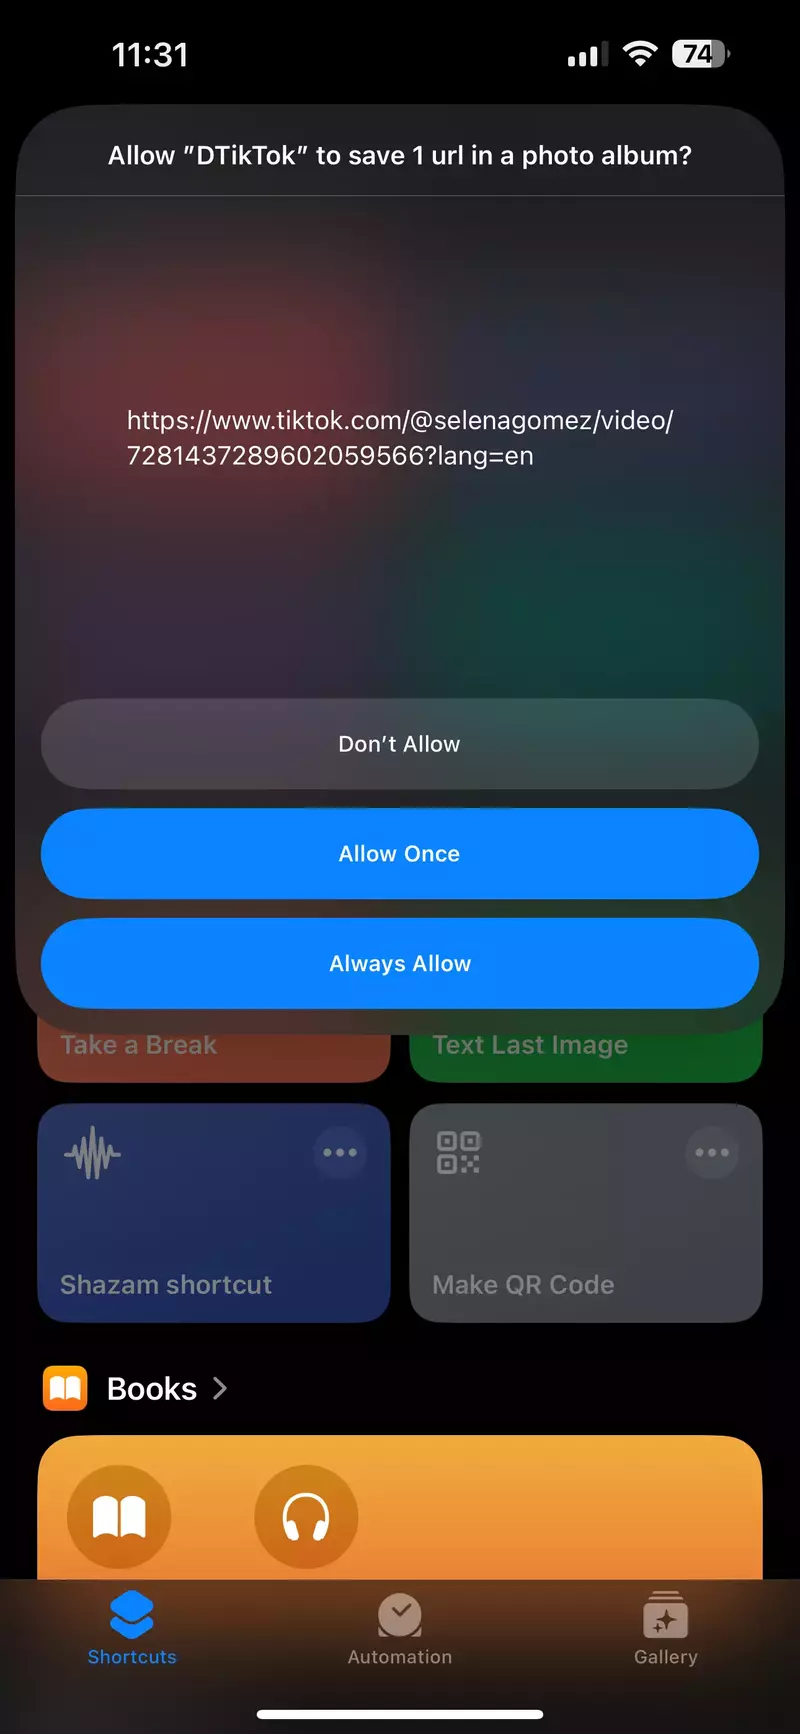 11:31
74
Allow "DTikTok" to save 1 url in a photo album?
https://www.tiktok.com/@selenagomez/video/
7281437289602059566?lang=en
Don’t Allow
Allow Once
Always Allow
Take a Break
Text Last Image
Shazam shortcut
Make QR Code
Books
Shortcuts
Automation
Gallery